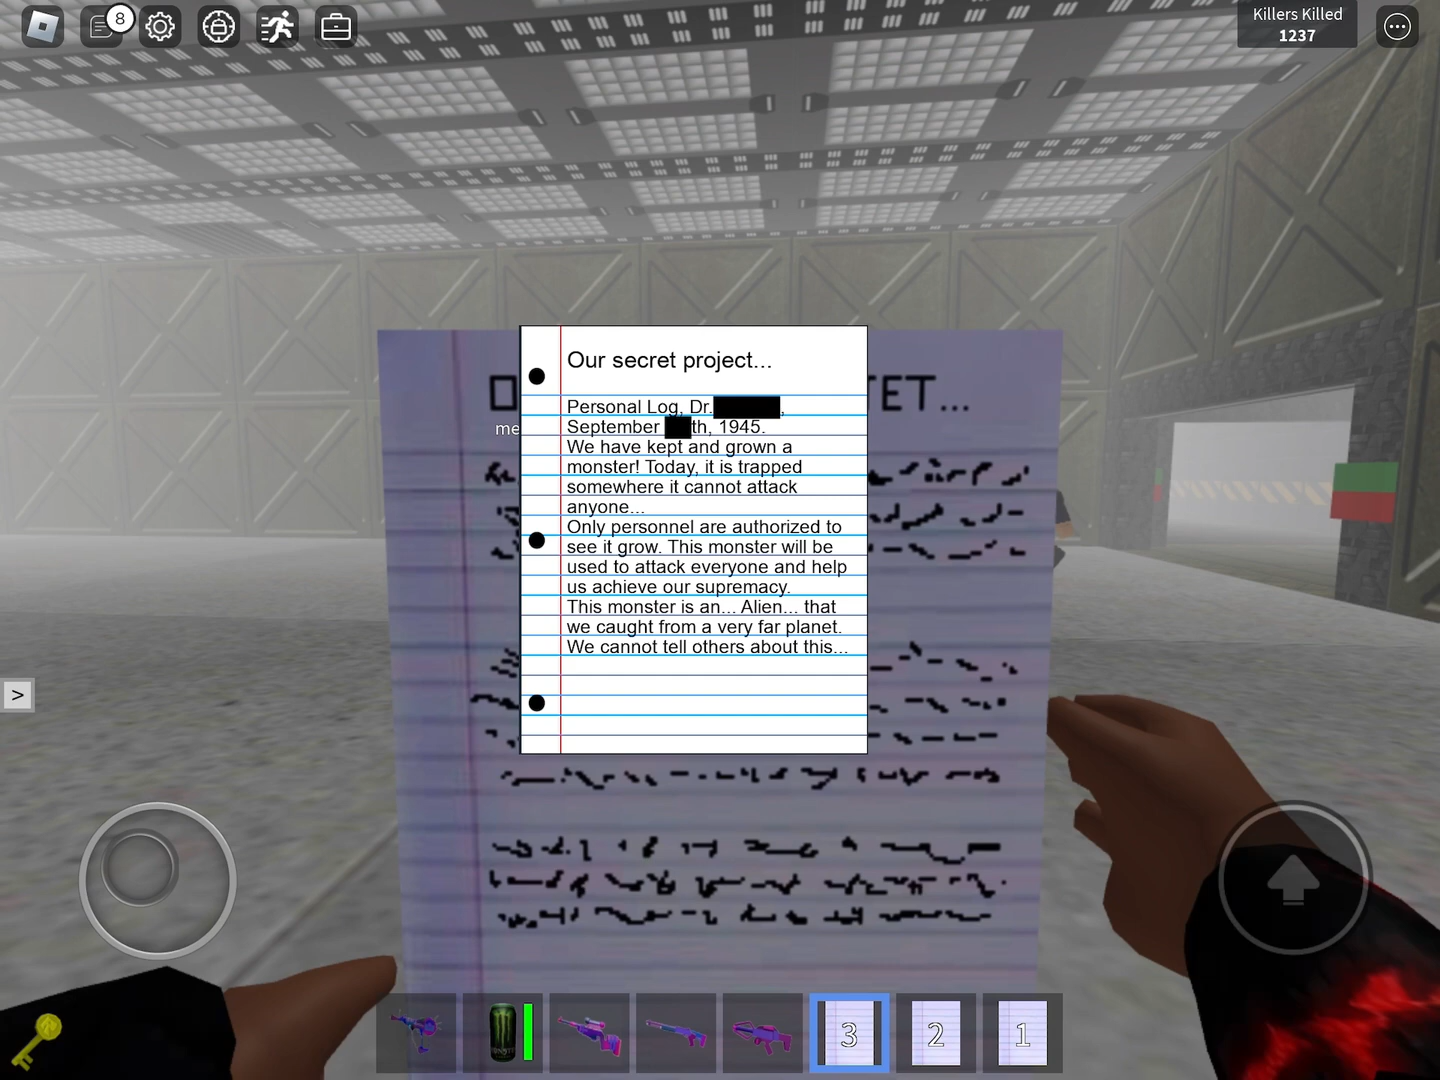 8
Killers Killed
1237
Our secret project...
Personal Log, Dr.
,
September
th, 1945.
We have kept and grown a
monster! Today, it is trapped
somewhere it cannot attack
anyone...
Only personnel are authorized to
see it grow. This monster will be
used to attack everyone and help
us achieve our supremacy.
This monster is an... Alien... that
we caught from a very far planet.
We cannot tell others about this...
me
>
3
2
1